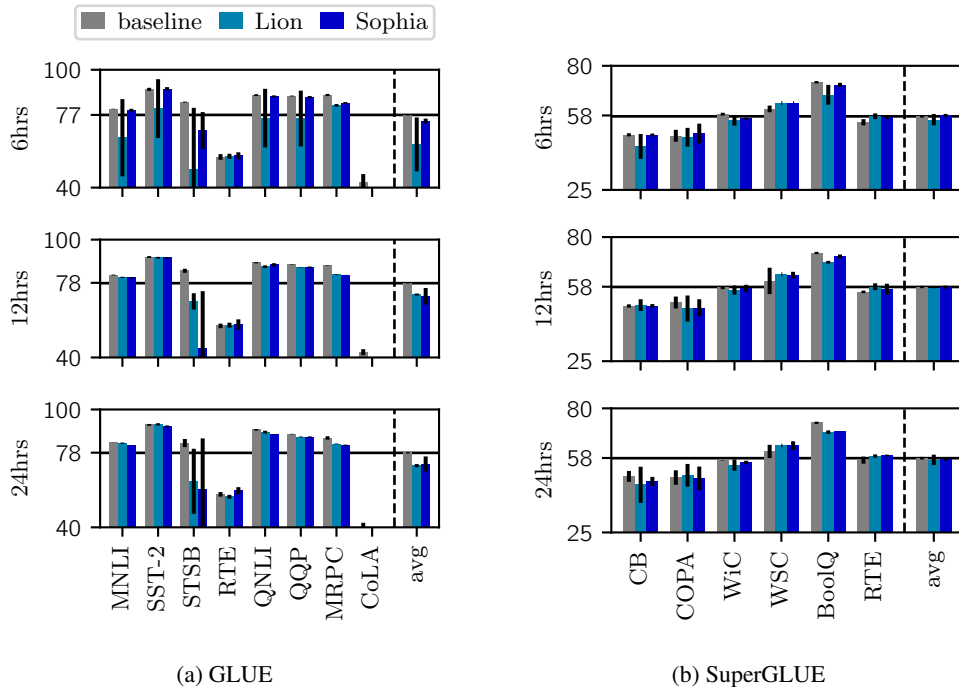 baseline Lion Sophia
100
77
40
6hrs
100
78
40
12hrs
100
78
40
24hrs
MNLI
SST-2
STSB
RTE
QNLI
QQP
MRPC
CoLA
avg
(a) GLUE
80
58
25
6hrs
80
58
25
12hrs
80
58
25
24hrs
CB
COPA
WiC
WSC
BoolQ
RTE
avg
(b) SuperGLUE